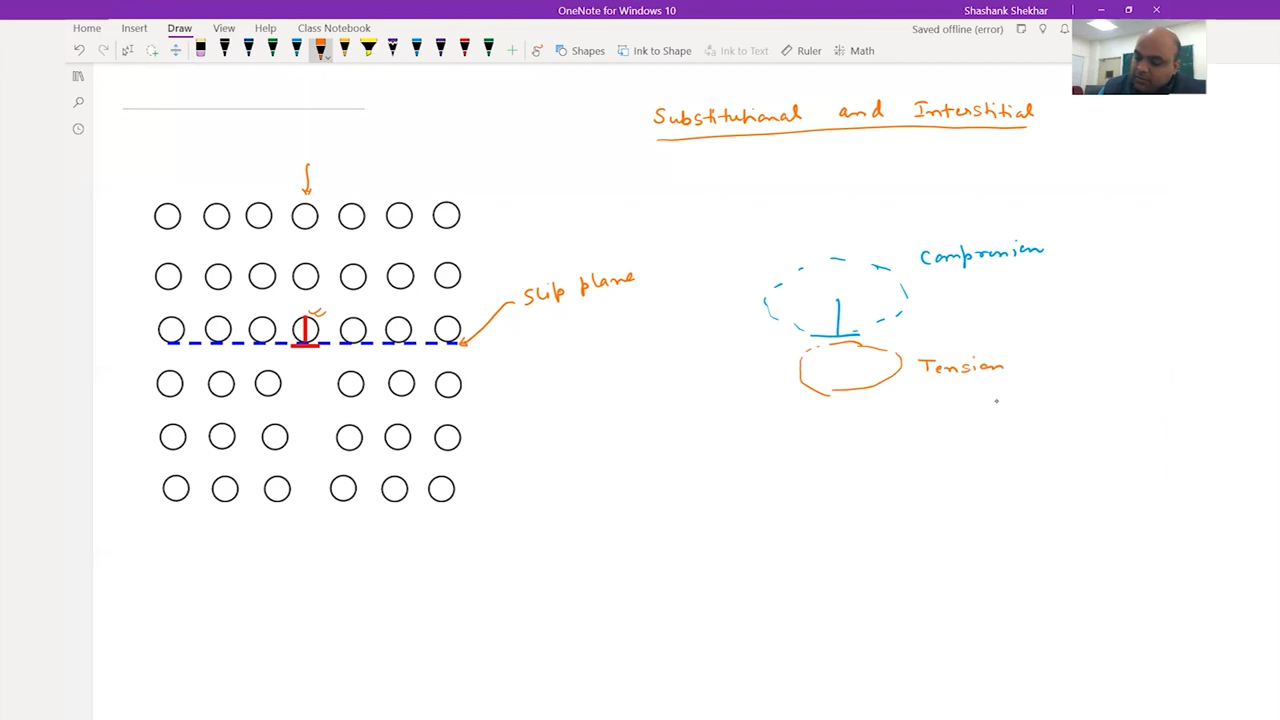 OneNote for Windows 10
Shashank Shekhar
Home Insert Draw View Help Class Notebook
Saved offline (error)
Shapes Ink to Shape Ink to Text Ruler Math
Substitutional and Interstitial
Compression
Slip plane
Tension